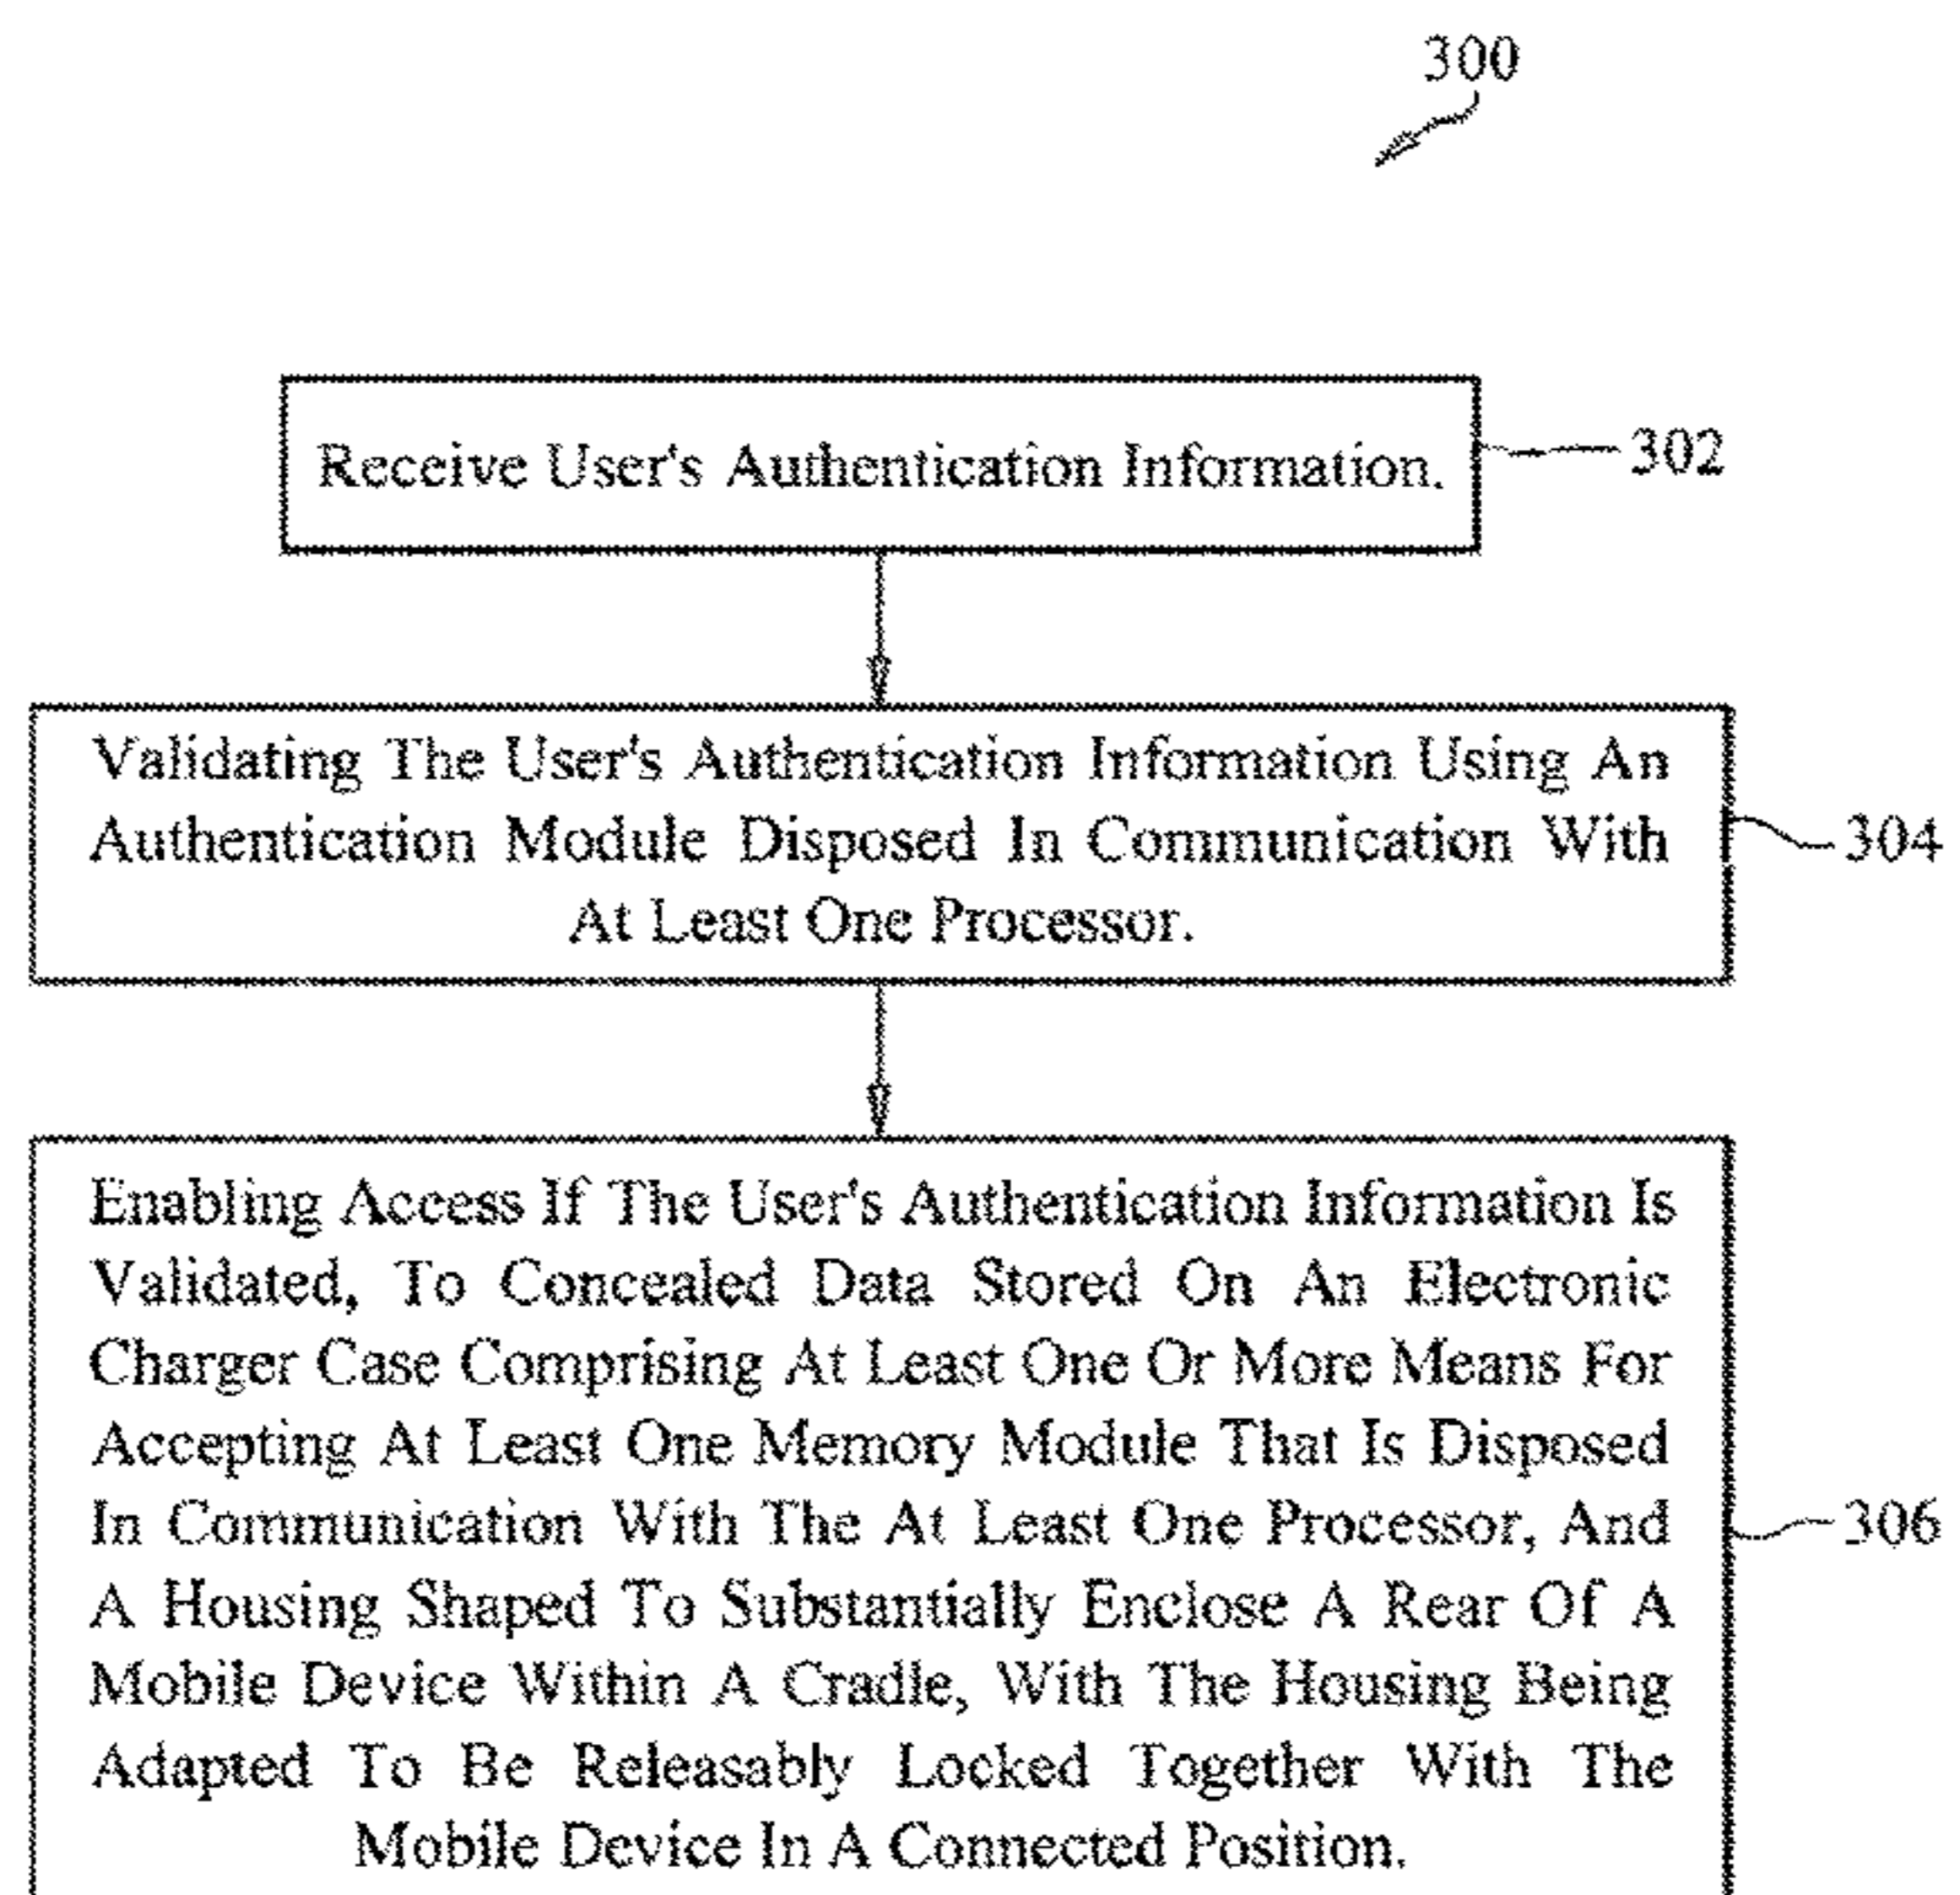 300
Receive User's Authentication Information.
302
Validating The User's Authentication Information Using An
Authentication Module Disposed In Communication With
At Least One Processor.
304
Enabling Access If The User's Authentication Information Is
Validated, To Concealed Data Stored On An Electronic
Charger Case Comprising At Least One Or More Means For
Accepting At Least One Memory Module That Is Disposed
In Communication With The At Least One Processor, And
A Housing Shaped To Substantially Enclose A Rear Of A
Mobile Device Within A Cradle, With The Housing Being
Adapted To Be Releasably Locked Together With The
Mobile Device In A Connected Position.
306